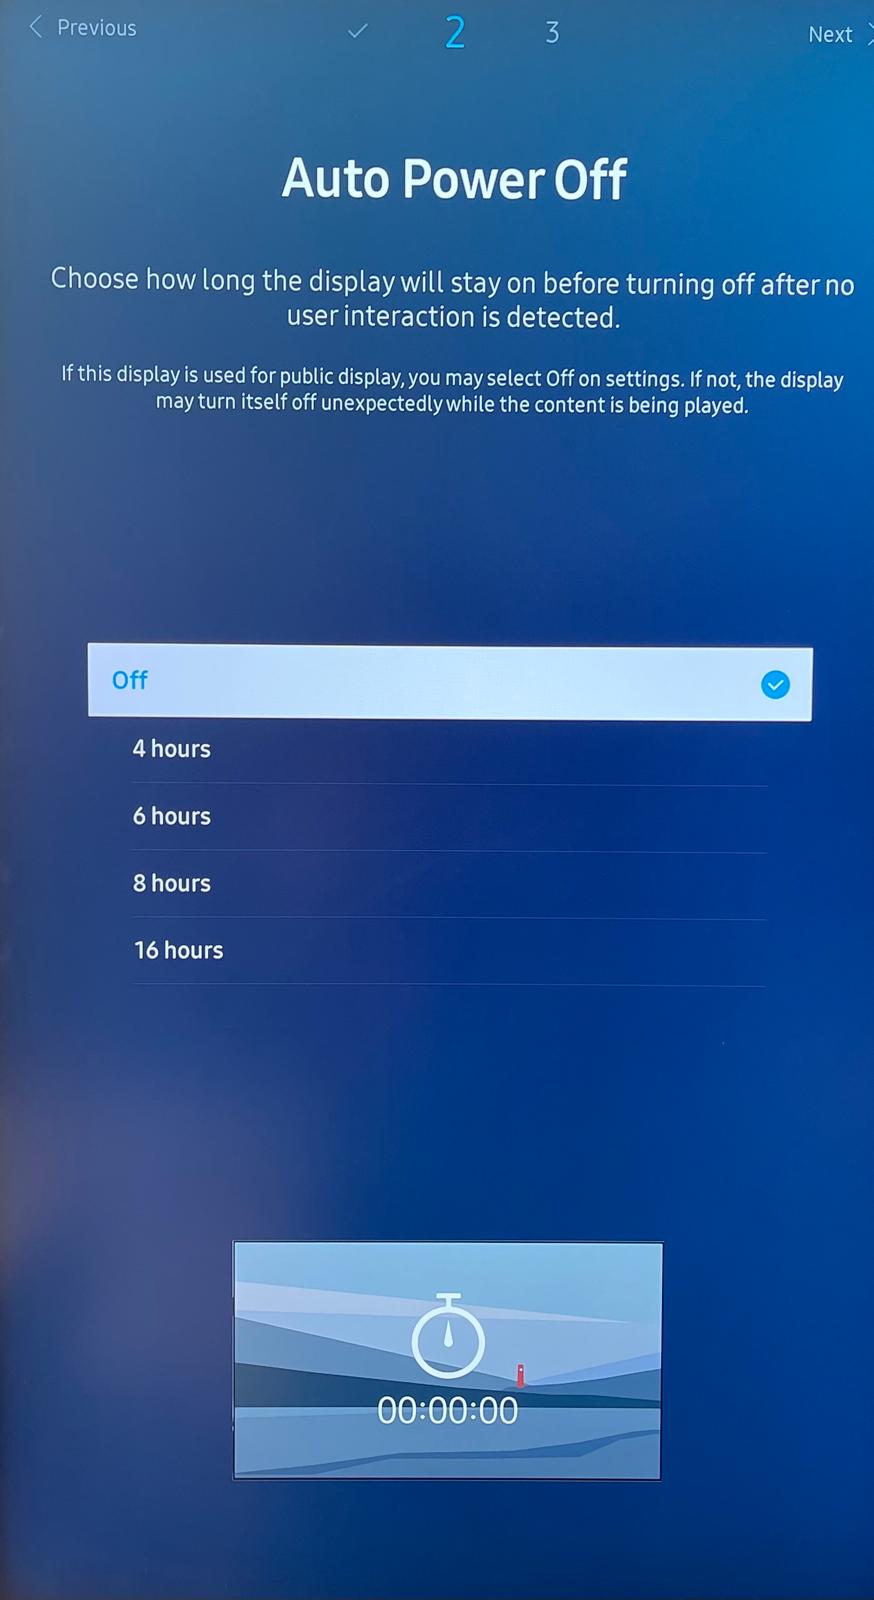 Previous
2
3
Next
Auto Power Off
Choose how long the display will stay on before turning off after no
user interaction is detected.
If this display is used for public display, you may select Off on settings. If not, the display
may turn itself off unexpectedly while the content is being played.
Off
4 hours
6 hours
8 hours
16 hours
00:00:00